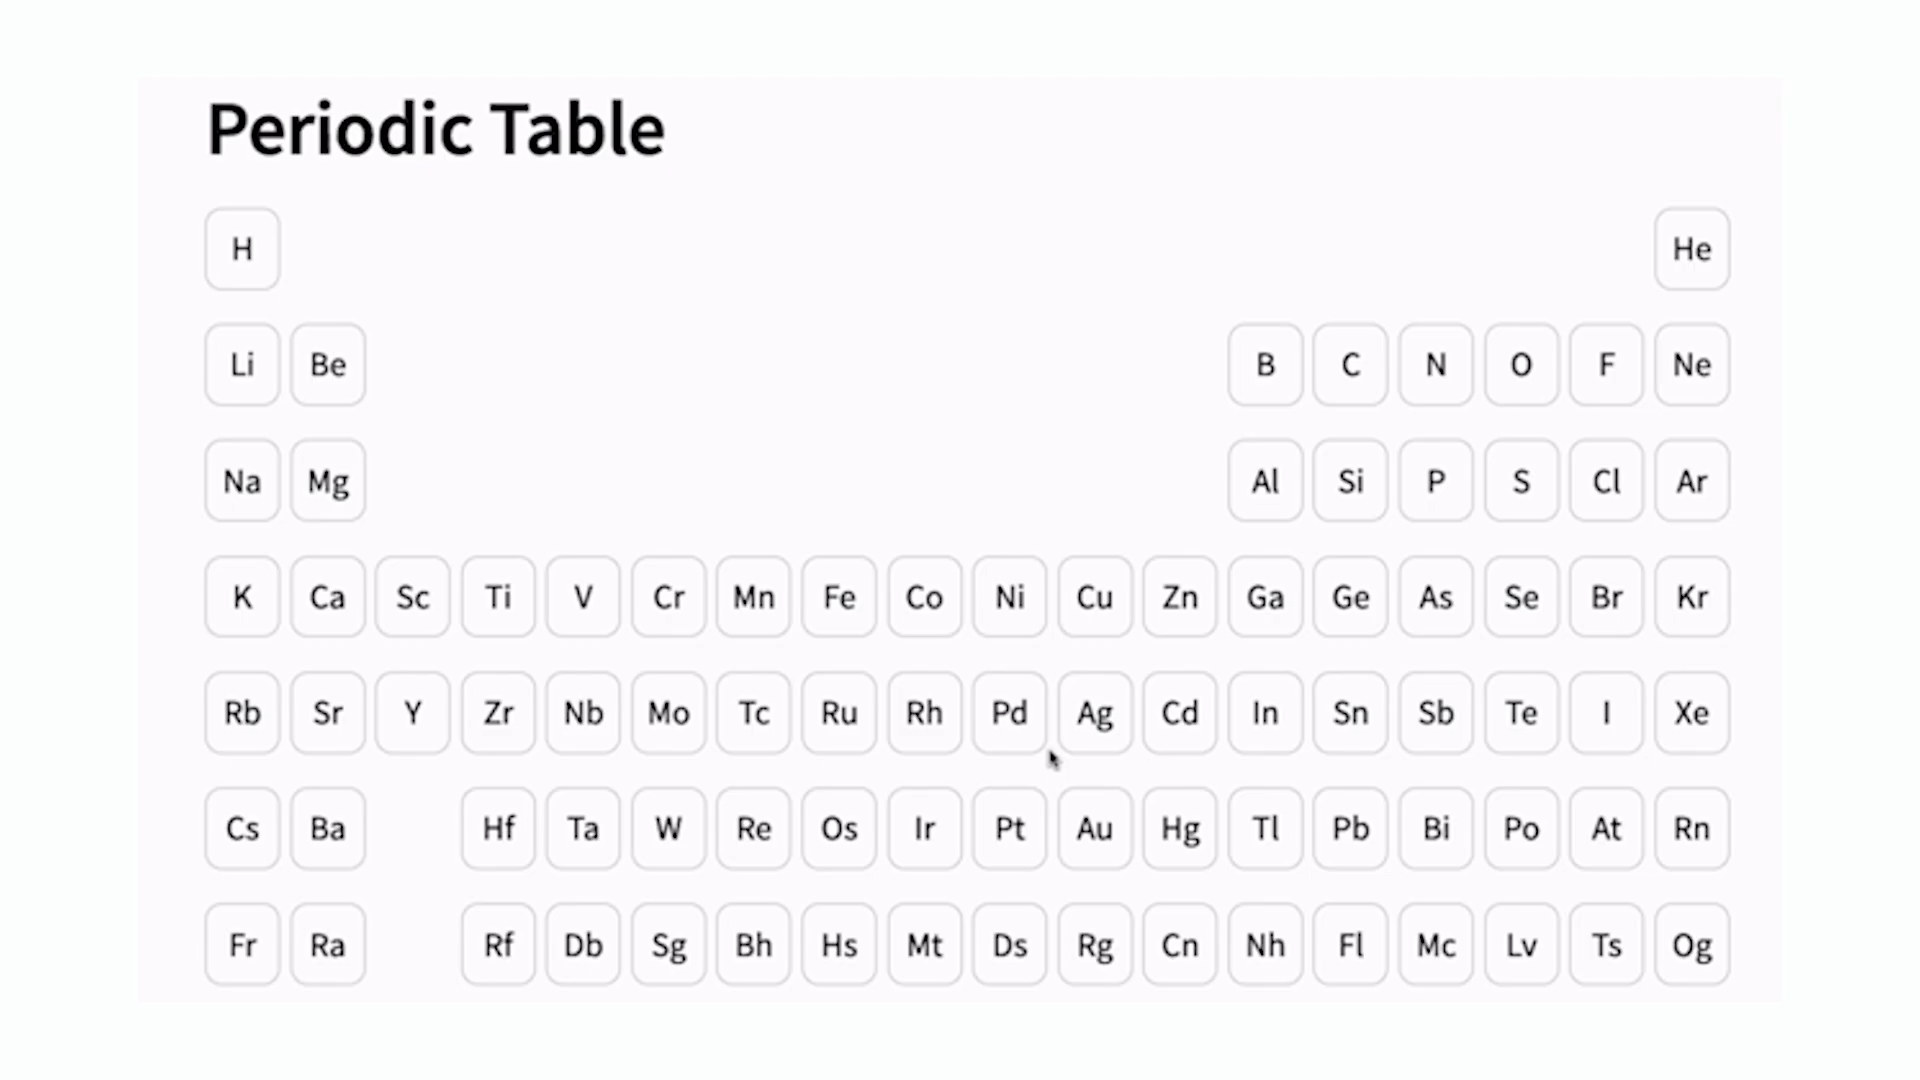 Periodic Table
H He
Li Be B C N O F Ne
Na Mg Al Si P S Cl Ar
K Ca Sc Ti V Cr Mn Fe Co Ni Cu Zn Ga Ge As Se Br Kr
Rb Sr Y Zr Nb Mo Tc Ru Rh Pd Ag Cd In Sn Sb Te I Xe
Cs Ba Hf Ta W Re Os Ir Pt Au Hg Tl Pb Bi Po At Rn
Fr Ra Rf Db Sg Bh Hs Mt Ds Rg Cn Nh Fl Mc Lv Ts Og